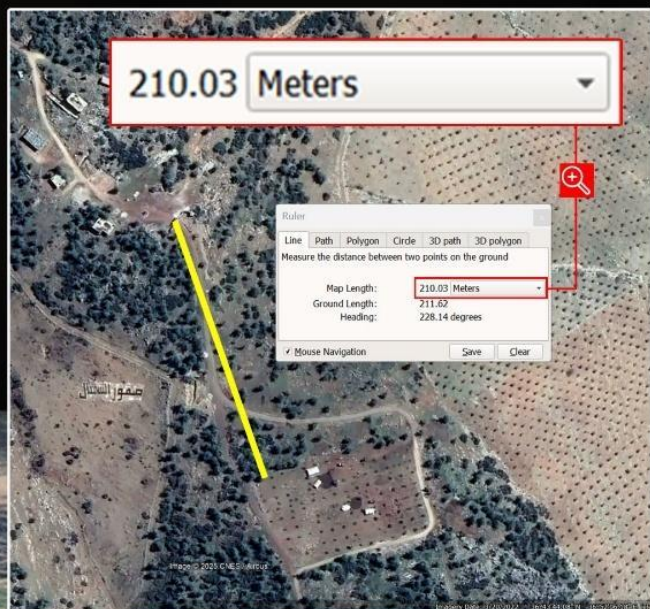 210.03 Meters
Ruler
Line Path Polygon Circle 3D path 3D polygon
Measure the distance between two points on the ground
Map Length: 210.03 Meters
Ground Length: 211.62
Heading: 228.14 degrees
Mouse Navigation Save Clear
صقور الشمال
Image © 2025 CNES / Airbus